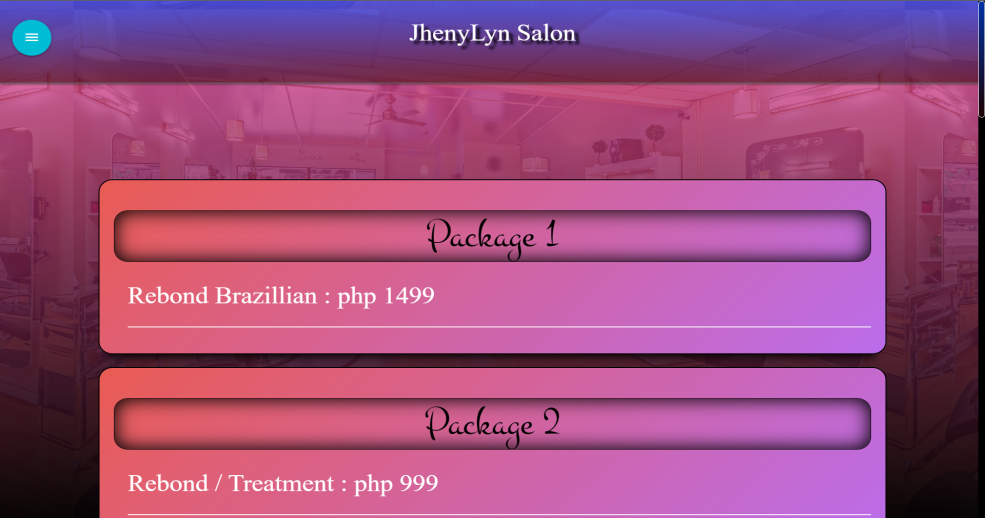 JhenyLyn Salon
Package 1
Rebond Brazillian : php 1499
Package 2
Rebond / Treatment : php 999